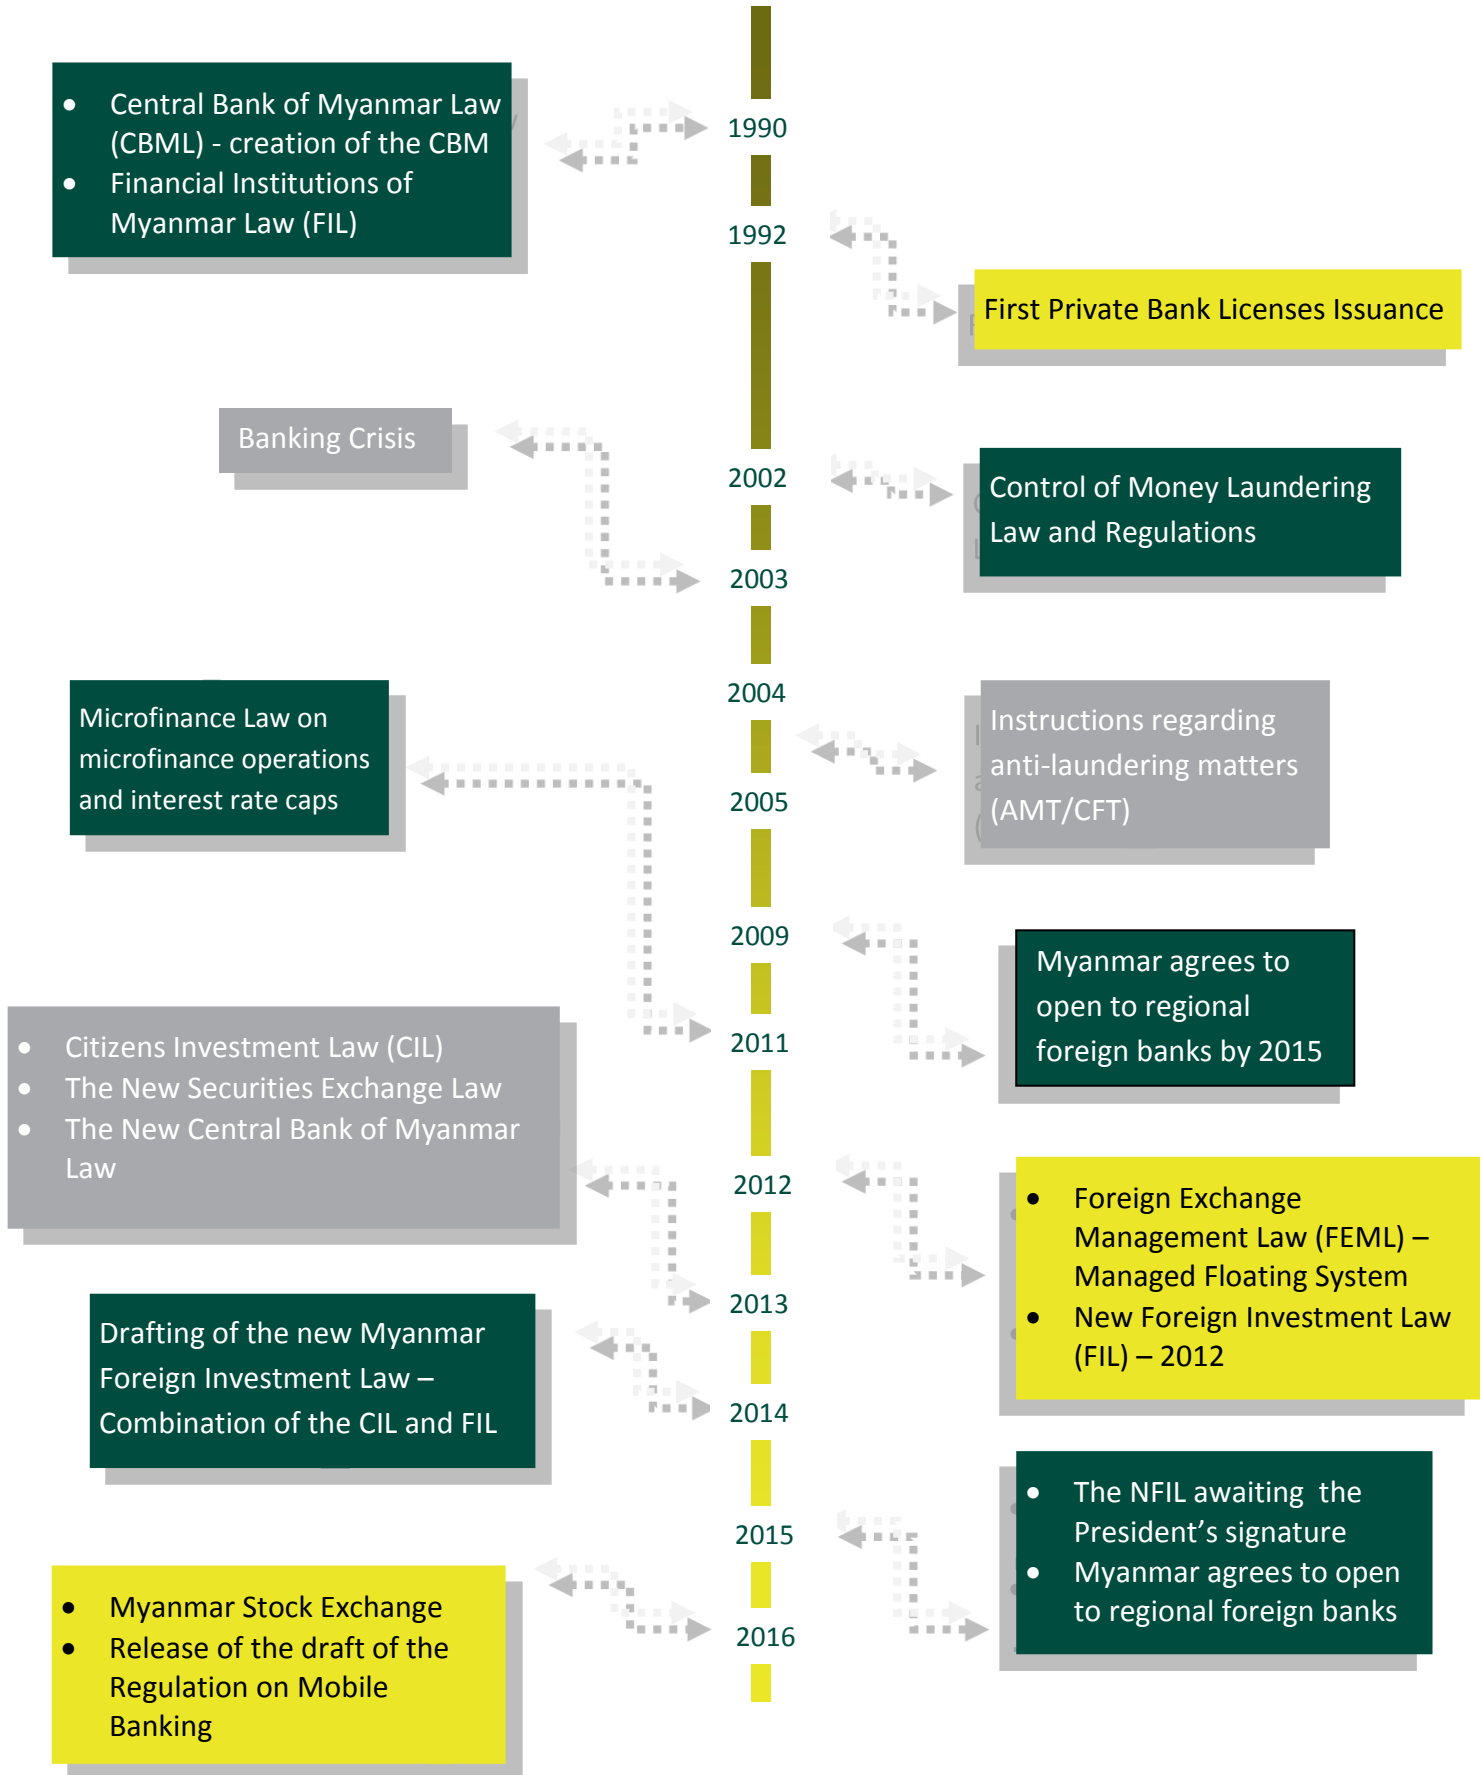 • Central Bank of Myanmar Law
(CBML) - creation of the CBM
• Financial Institutions of
Myanmar Law (FIL)
1990
1992
First Private Bank Licenses Issuance
Banking Crisis
2002
Control of Money Laundering
Law and Regulations
2003
2004
Instructions regarding
anti-laundering matters
(AMT/CFT)
Microfinance Law on
microfinance operations
and interest rate caps
2005
2009
Myanmar agrees to
open to regional
foreign banks by 2015
2011
• Citizens Investment Law (CIL)
• The New Securities Exchange Law
• The New Central Bank of Myanmar
Law
2012
• Foreign Exchange
Management Law (FEML) –
Managed Floating System
• New Foreign Investment Law
(FIL) – 2012
2013
Drafting of the new Myanmar
Foreign Investment Law –
Combination of the CIL and FIL
2014
• The NFIL awaiting the
President's signature
• Myanmar agrees to open
to regional foreign banks
2015
• Myanmar Stock Exchange
• Release of the draft of the
Regulation on Mobile
Banking
2016